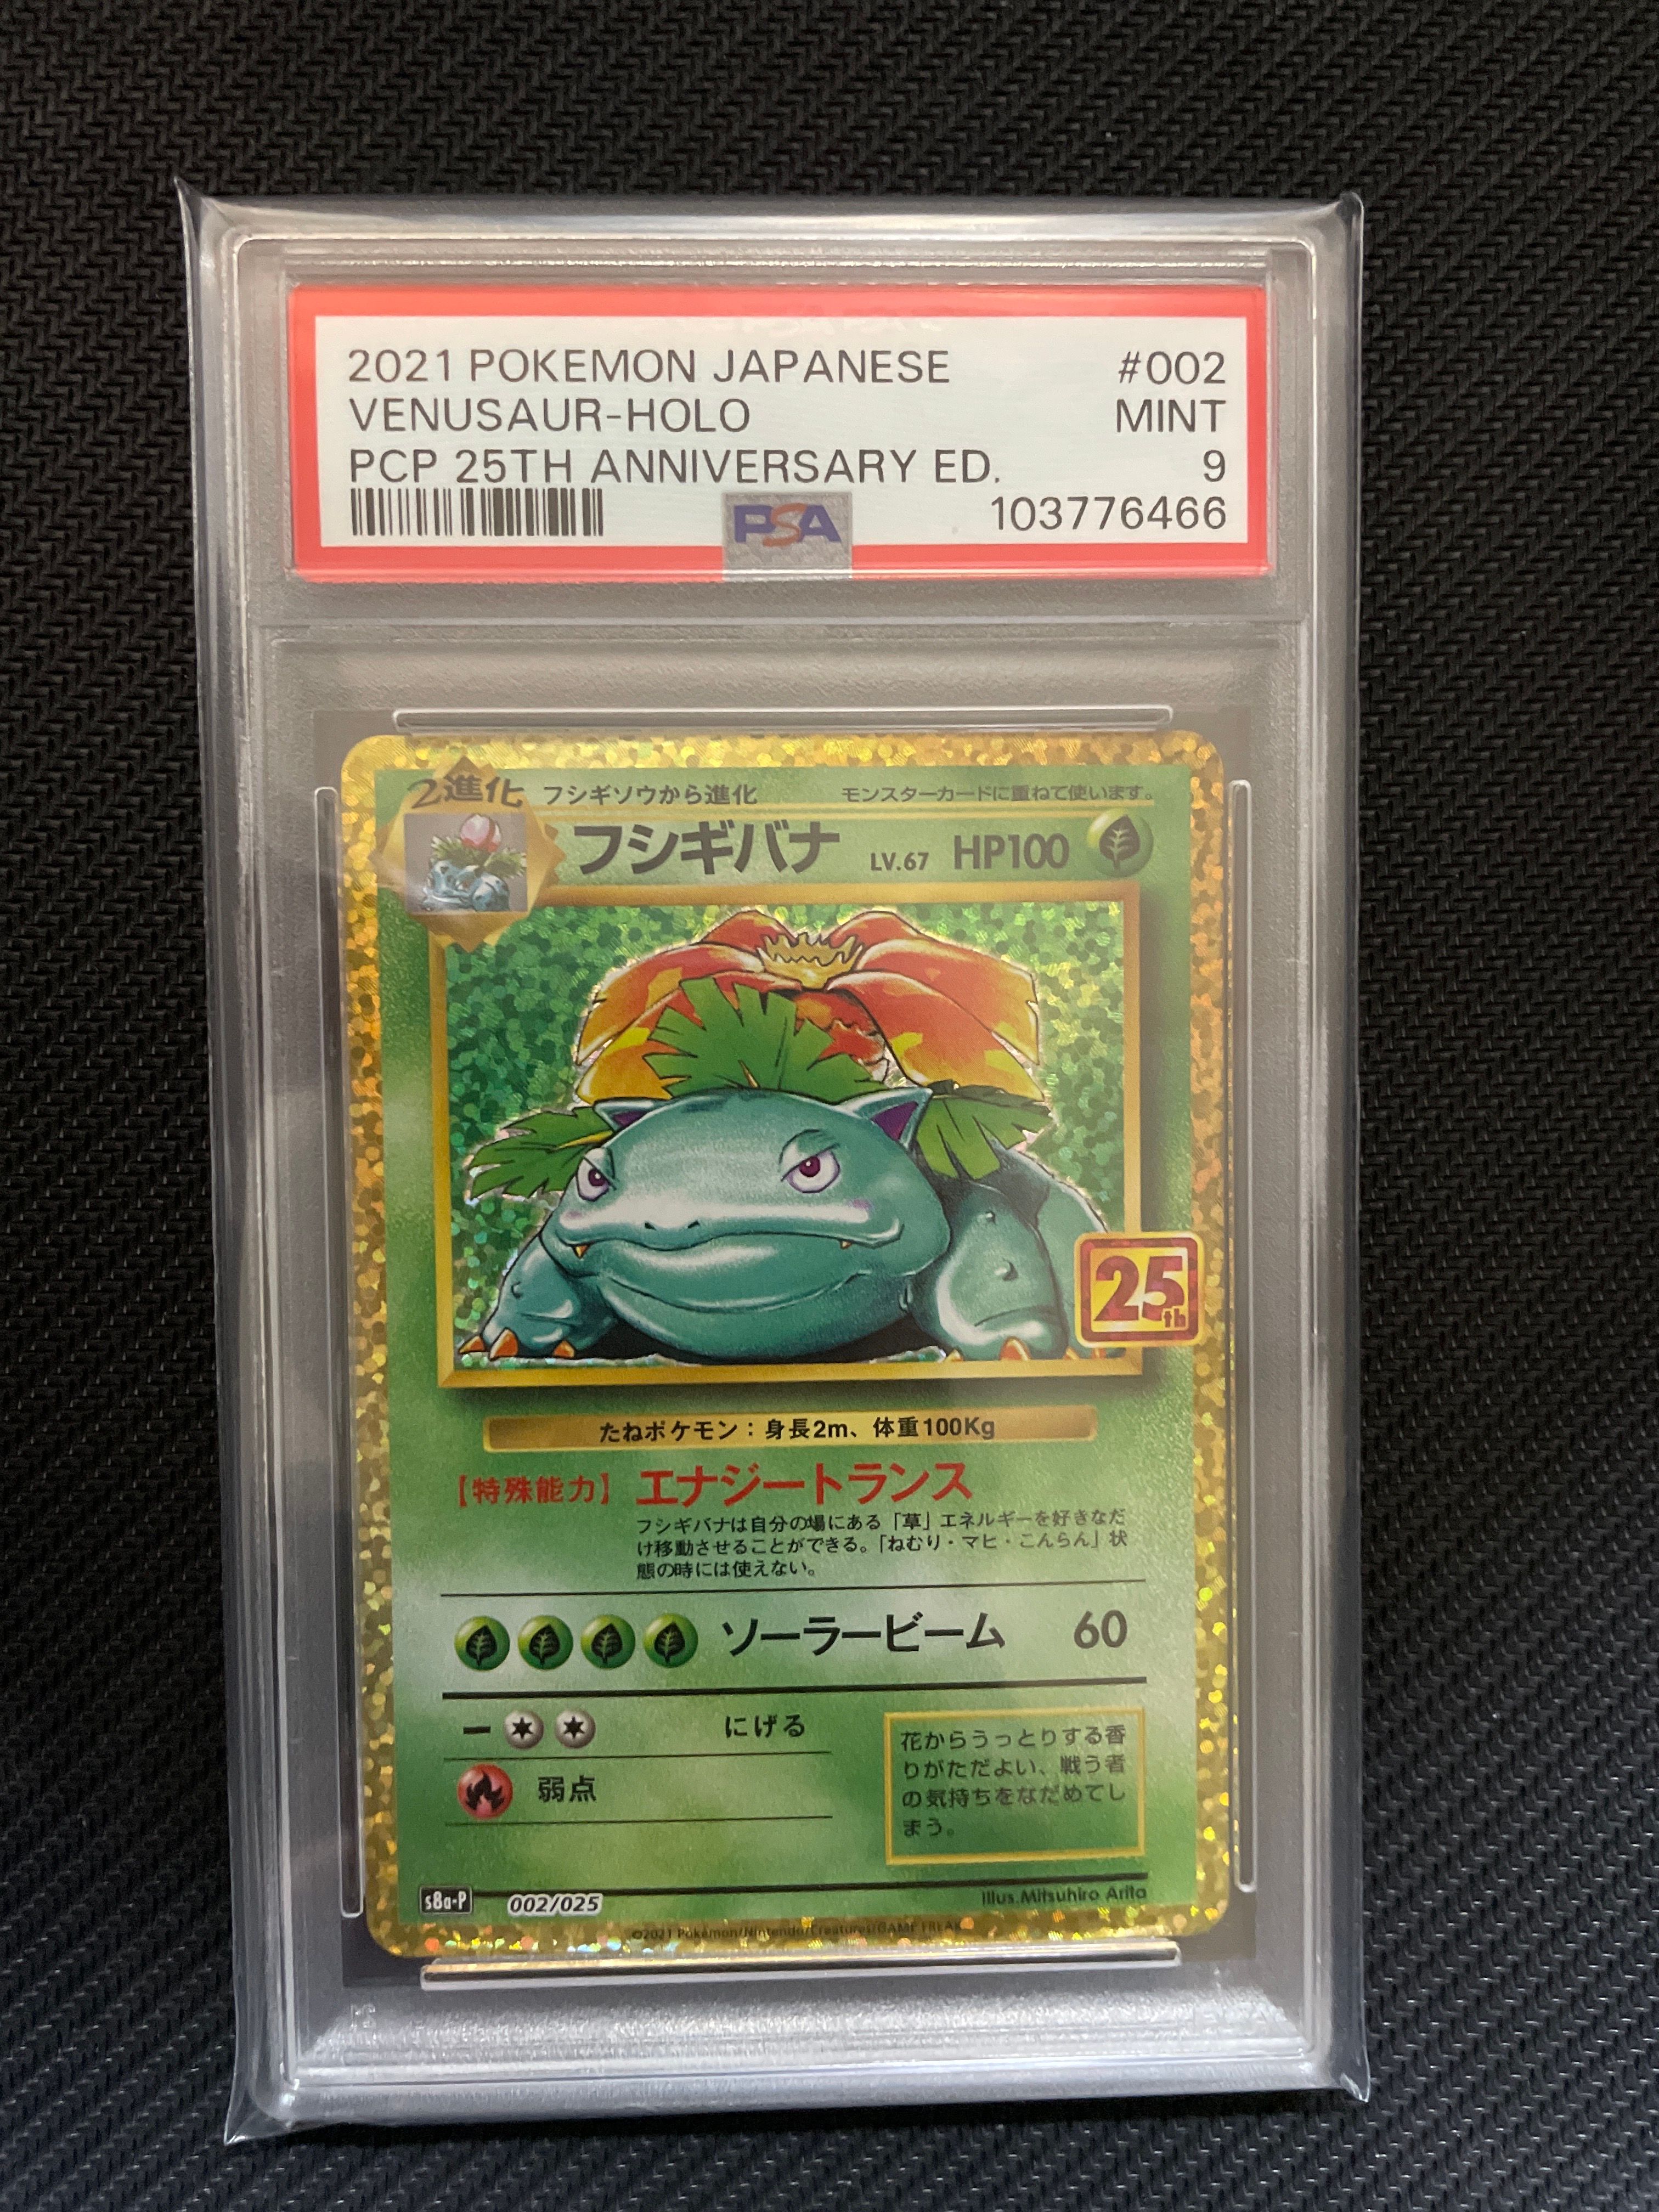 2021 POKEMON JAPANESE #002
VENUSAUR-HOLO MINT
PCP 25TH ANNIVERSARY ED. 9
PSA 103776466
2進化 フシギソウから進化 モンスターカードに重ねて使います。
フシギバナ LV.67 HP100
25th
たねポケモン：身長2m、体重100Kg
【特殊能力】 エナジートランス
フシギバナは自分の場にある「草」エネルギーを好きなだ
け移動させることができる。「ねむり・マヒ・こんらん」状
態の時には使えない。
ソーラービーム 60
ー にげる
弱点
花からうっとりする香
りがただよい、戦う者
の気持ちをなだめてし
まう。
s8a-P 002/025 Illus.Mitsuhiro Arita
©2021 Pokémon/Nintendo/Creatures/GAME FREAK